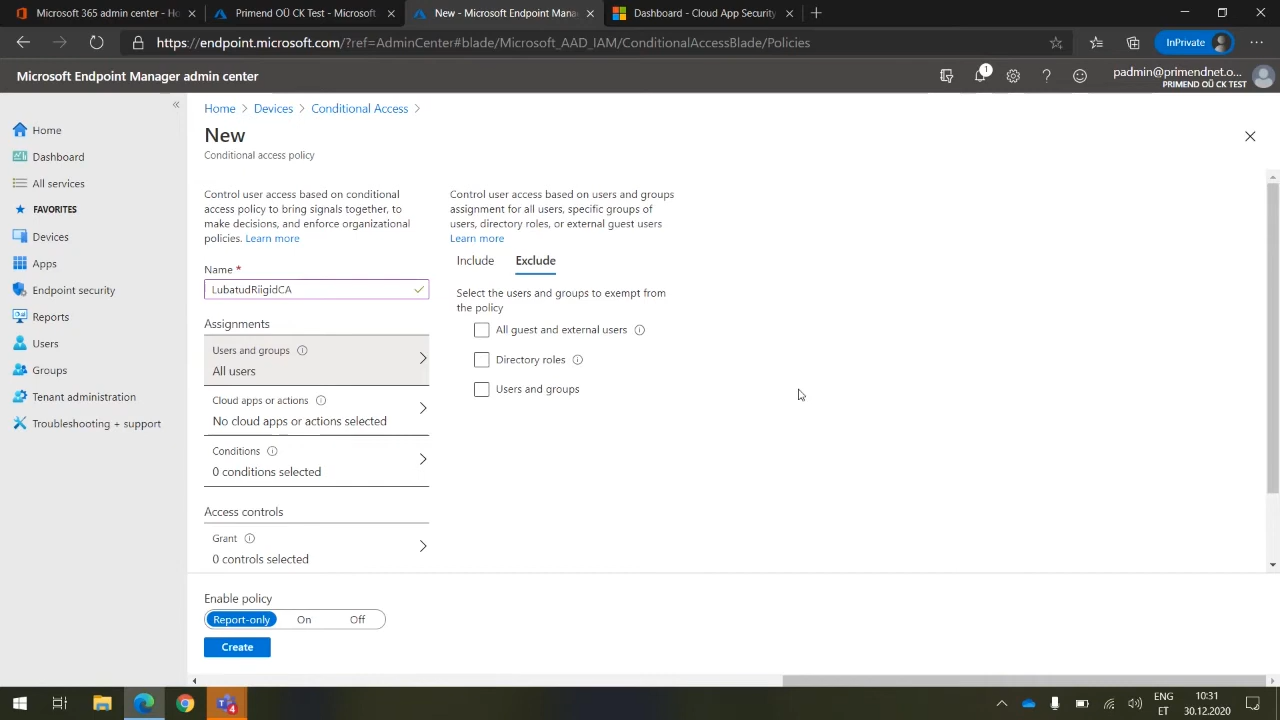 Microsoft 365 admin center - Ho
Primend OÜ CK Test - Microsoft
New - Microsoft Endpoint Mana
Dashboard - Cloud App Security
https://endpoint.microsoft.com/?ref=AdminCenter#blade/Microsoft_AAD_IAM/ConditionalAccessBlade/Policies
InPrivate
Microsoft Endpoint Manager admin center
1
padmin@primendnet.o...
PRIMEND OÜ CK TEST
Home
Dashboard
All services
FAVORITES
Devices
Apps
Endpoint security
Reports
Users
Groups
Tenant administration
Troubleshooting + support
Home > Devices > Conditional Access >
New
Conditional access policy
Control user access based on conditional
access policy to bring signals together, to
make decisions, and enforce organizational
policies. Learn more
Name *
LubatudRiigidCA
Assignments
Users and groups
All users
Cloud apps or actions
No cloud apps or actions selected
Conditions
0 conditions selected
Access controls
Grant
0 controls selected
Control user access based on users and groups
assignment for all users, specific groups of
users, directory roles, or external guest users
Learn more
Include Exclude
Select the users and groups to exempt from
the policy
All guest and external users
Directory roles
Users and groups
Enable policy
Report-only On Off
Create
4
ENG
ET
10:31
30.12.2020